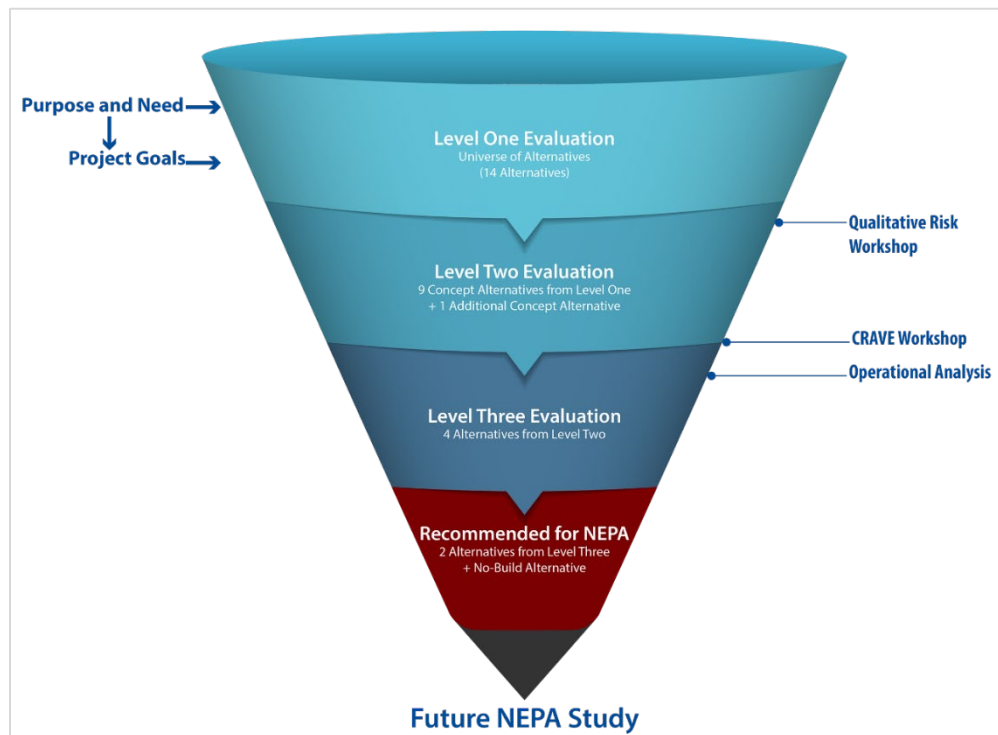 Purpose and Need
Project Goals
Level One Evaluation
Universe of Alternatives
(14 Alternatives)
Qualitative Risk
Workshop
Level Two Evaluation
9 Concept Alternatives from Level One
+ 1 Additional Concept Alternative
CRAVE Workshop
Operational Analysis
Level Three Evaluation
4 Alternatives from Level Two
Recommended for NEPA
2 Alternatives from Level Three
+ No-Build Alternative
Future NEPA Study